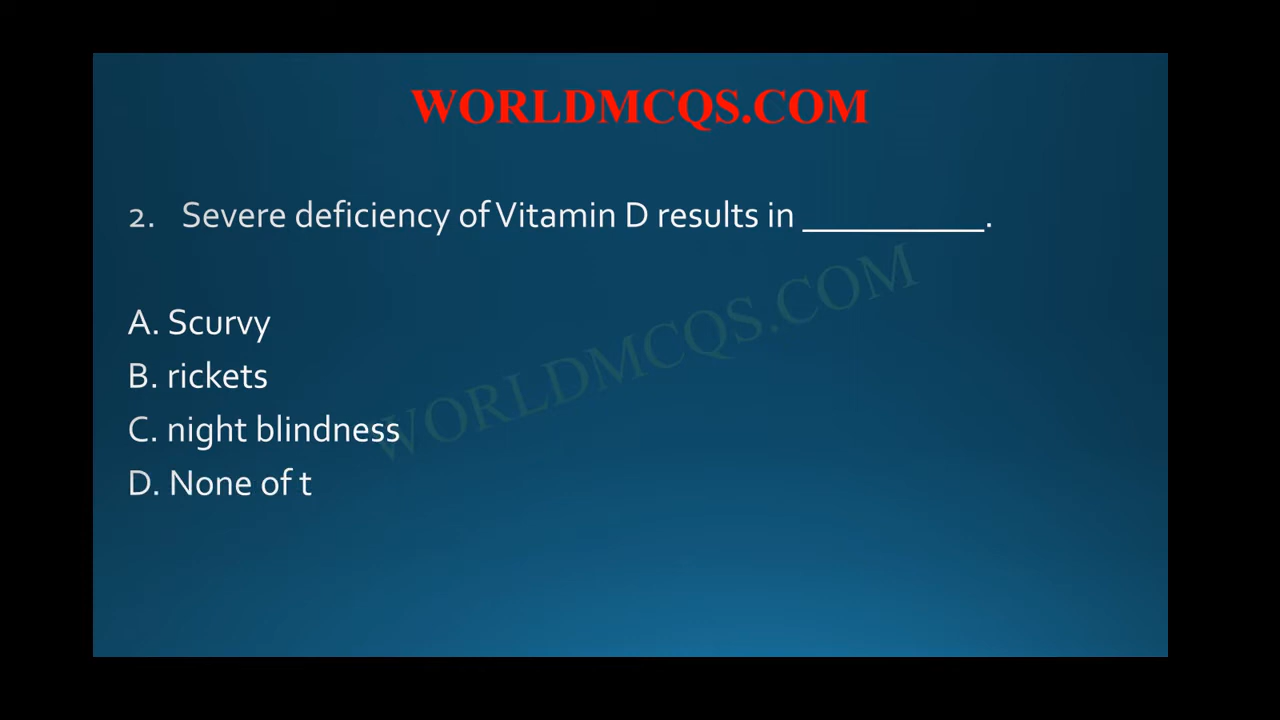 WORLDMCQS.COM
2. Severe deficiency of Vitamin D results in __________.
WORLDMCQS.COM
A. Scurvy
B. rickets
C. night blindness
D. None of t